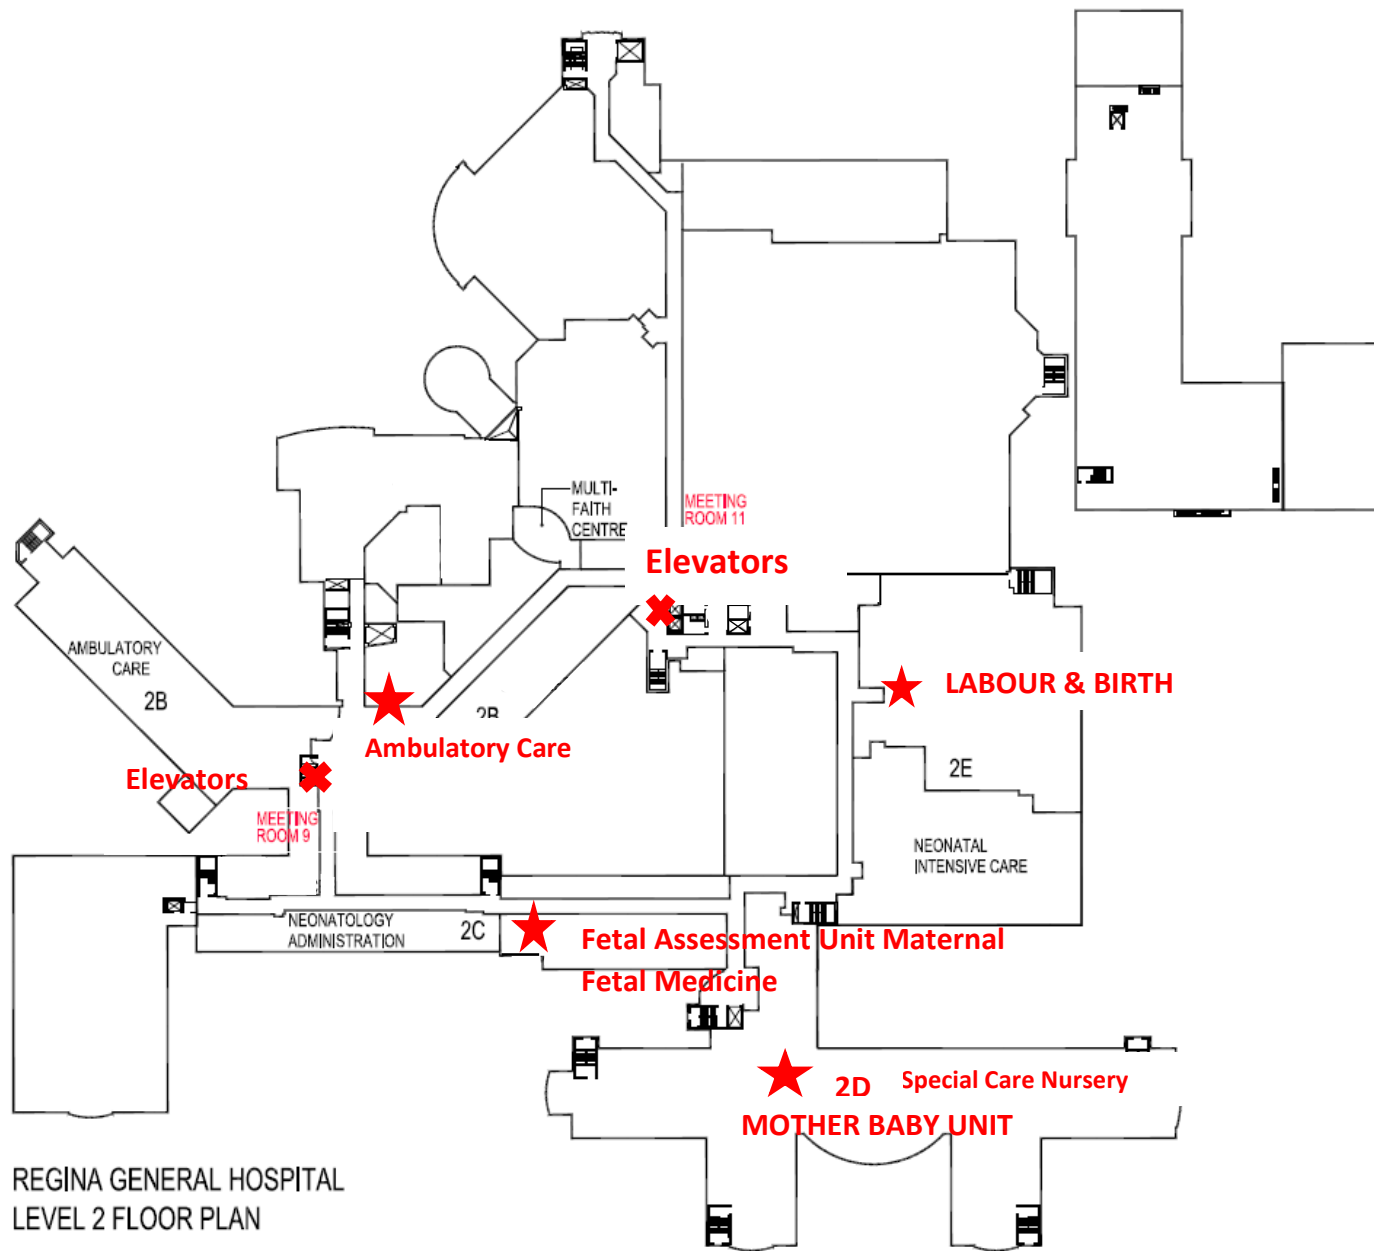 MULTI-
FAITH
CENTRE
MEETING
ROOM 11
Elevators
AMBULATORY
CARE
2B
2B
LABOUR & BIRTH
Ambulatory Care
Elevators
2E
MEETING
ROOM 9
NEONATAL
INTENSIVE CARE
NEONATOLOGY
ADMINISTRATION
2C
Fetal Assessment Unit Maternal
Fetal Medicine
2D
Special Care Nursery
MOTHER BABY UNIT
REGINA GENERAL HOSPITAL
LEVEL 2 FLOOR PLAN